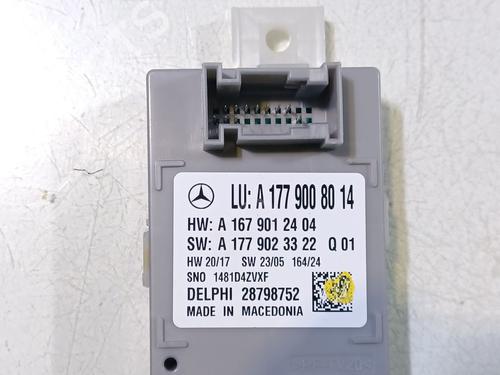 LU: A 177 900 80 14
HW: A 167 901 24 04
SW: A 177 902 33 22 Q 01
HW 20/17 SW 23/05 164/24
SNO 1481D4ZVXF
DELPHI 28798752
MADE IN MACEDONIA